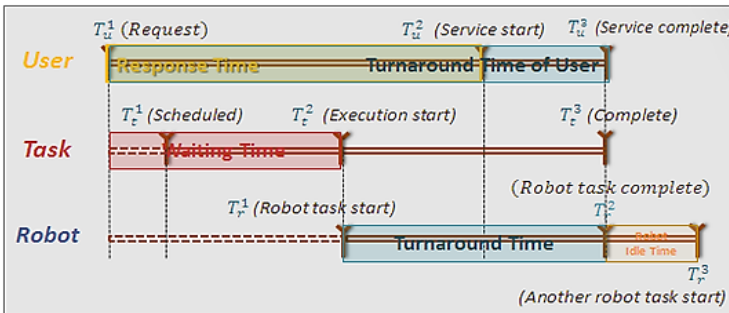 T_u^1 (Request) T_u^2 (Service start) T_u^3 (Service complete)
User Response Time Turnaround Time of User
T_t^1 (Scheduled) T_t^2 (Execution start) T_t^3 (Complete)
Task Waiting Time
(Robot task complete)
T_r^1 (Robot task start) T_r^2
Robot Turnaround Time Robot
Idle Time
T_r^3
(Another robot task start)